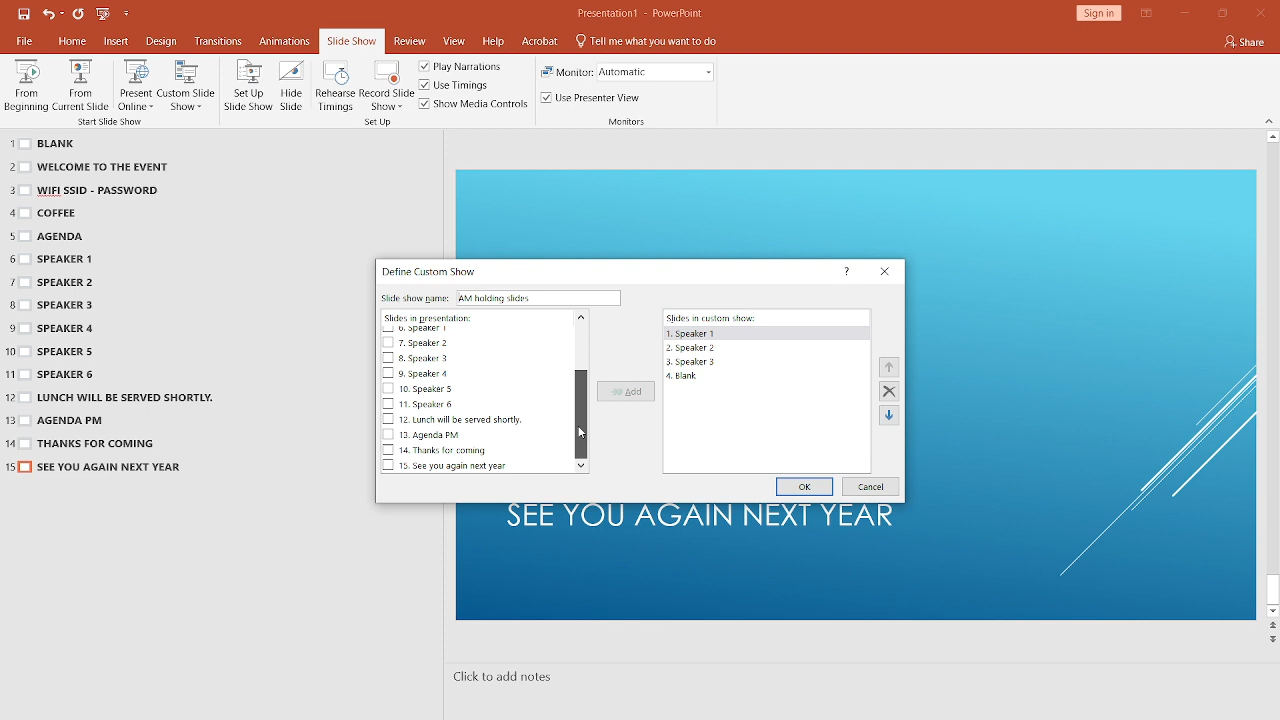 Presentation1 - PowerPoint
Sign in
File Home Insert Design Transitions Animations Slide Show Review View Help Acrobat Tell me what you want to do
Share
From Beginning
From Current Slide
Present Online
Custom Slide Show
Start Slide Show
Set Up Slide Show
Hide Slide
Rehearse Timings
Record Slide Show
Play Narrations
Use Timings
Show Media Controls
Set Up
Monitor: Automatic
Use Presenter View
Monitors
1 BLANK
2 WELCOME TO THE EVENT
3 WIFI SSID - PASSWORD
4 COFFEE
5 AGENDA
6 SPEAKER 1
7 SPEAKER 2
8 SPEAKER 3
9 SPEAKER 4
10 SPEAKER 5
11 SPEAKER 6
12 LUNCH WILL BE SERVED SHORTLY.
13 AGENDA PM
14 THANKS FOR COMING
15 SEE YOU AGAIN NEXT YEAR
Define Custom Show
?
Slide show name: AM holding slides
Slides in presentation:
6. Speaker 1
7. Speaker 2
8. Speaker 3
9. Speaker 4
10. Speaker 5
11. Speaker 6
12. Lunch will be served shortly.
13. Agenda PM
14. Thanks for coming
15. See you again next year
Add
Slides in custom show:
1. Speaker 1
2. Speaker 2
3. Speaker 3
4. Blank
OK
Cancel
SEE YOU AGAIN NEXT YEAR
Click to add notes